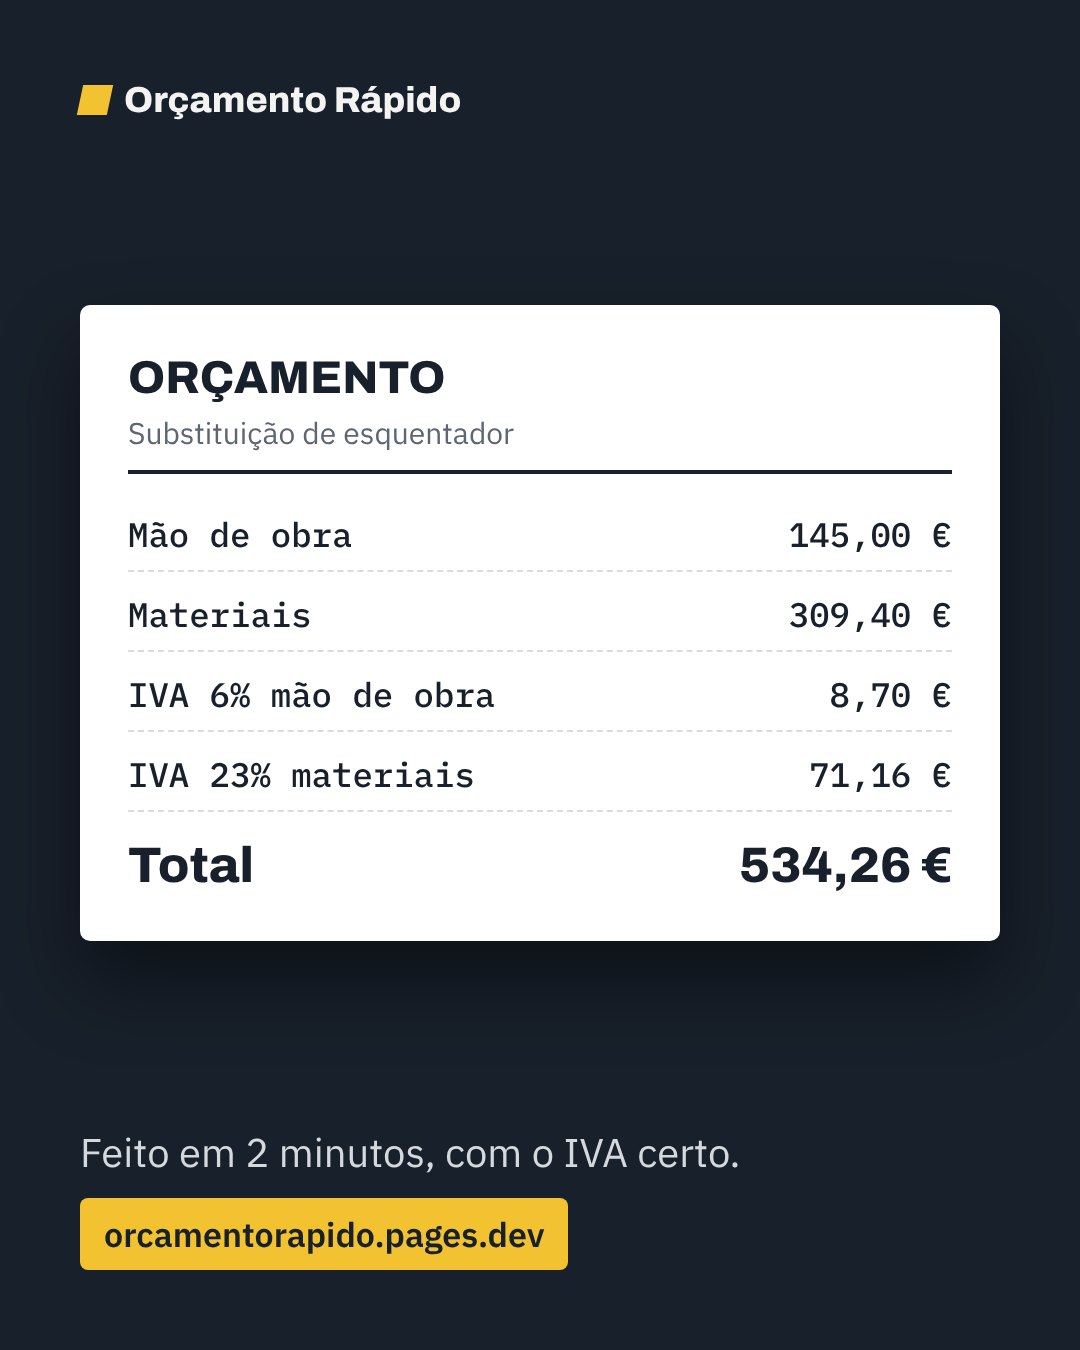 Orçamento Rápido
ORÇAMENTO
Substituição de esquentador
Mão de obra 145,00 €
Materiais 309,40 €
IVA 6% mão de obra 8,70 €
IVA 23% materiais 71,16 €
Total 534,26 €
Feito em 2 minutos, com o IVA certo.
orcamentorapido.pages.dev